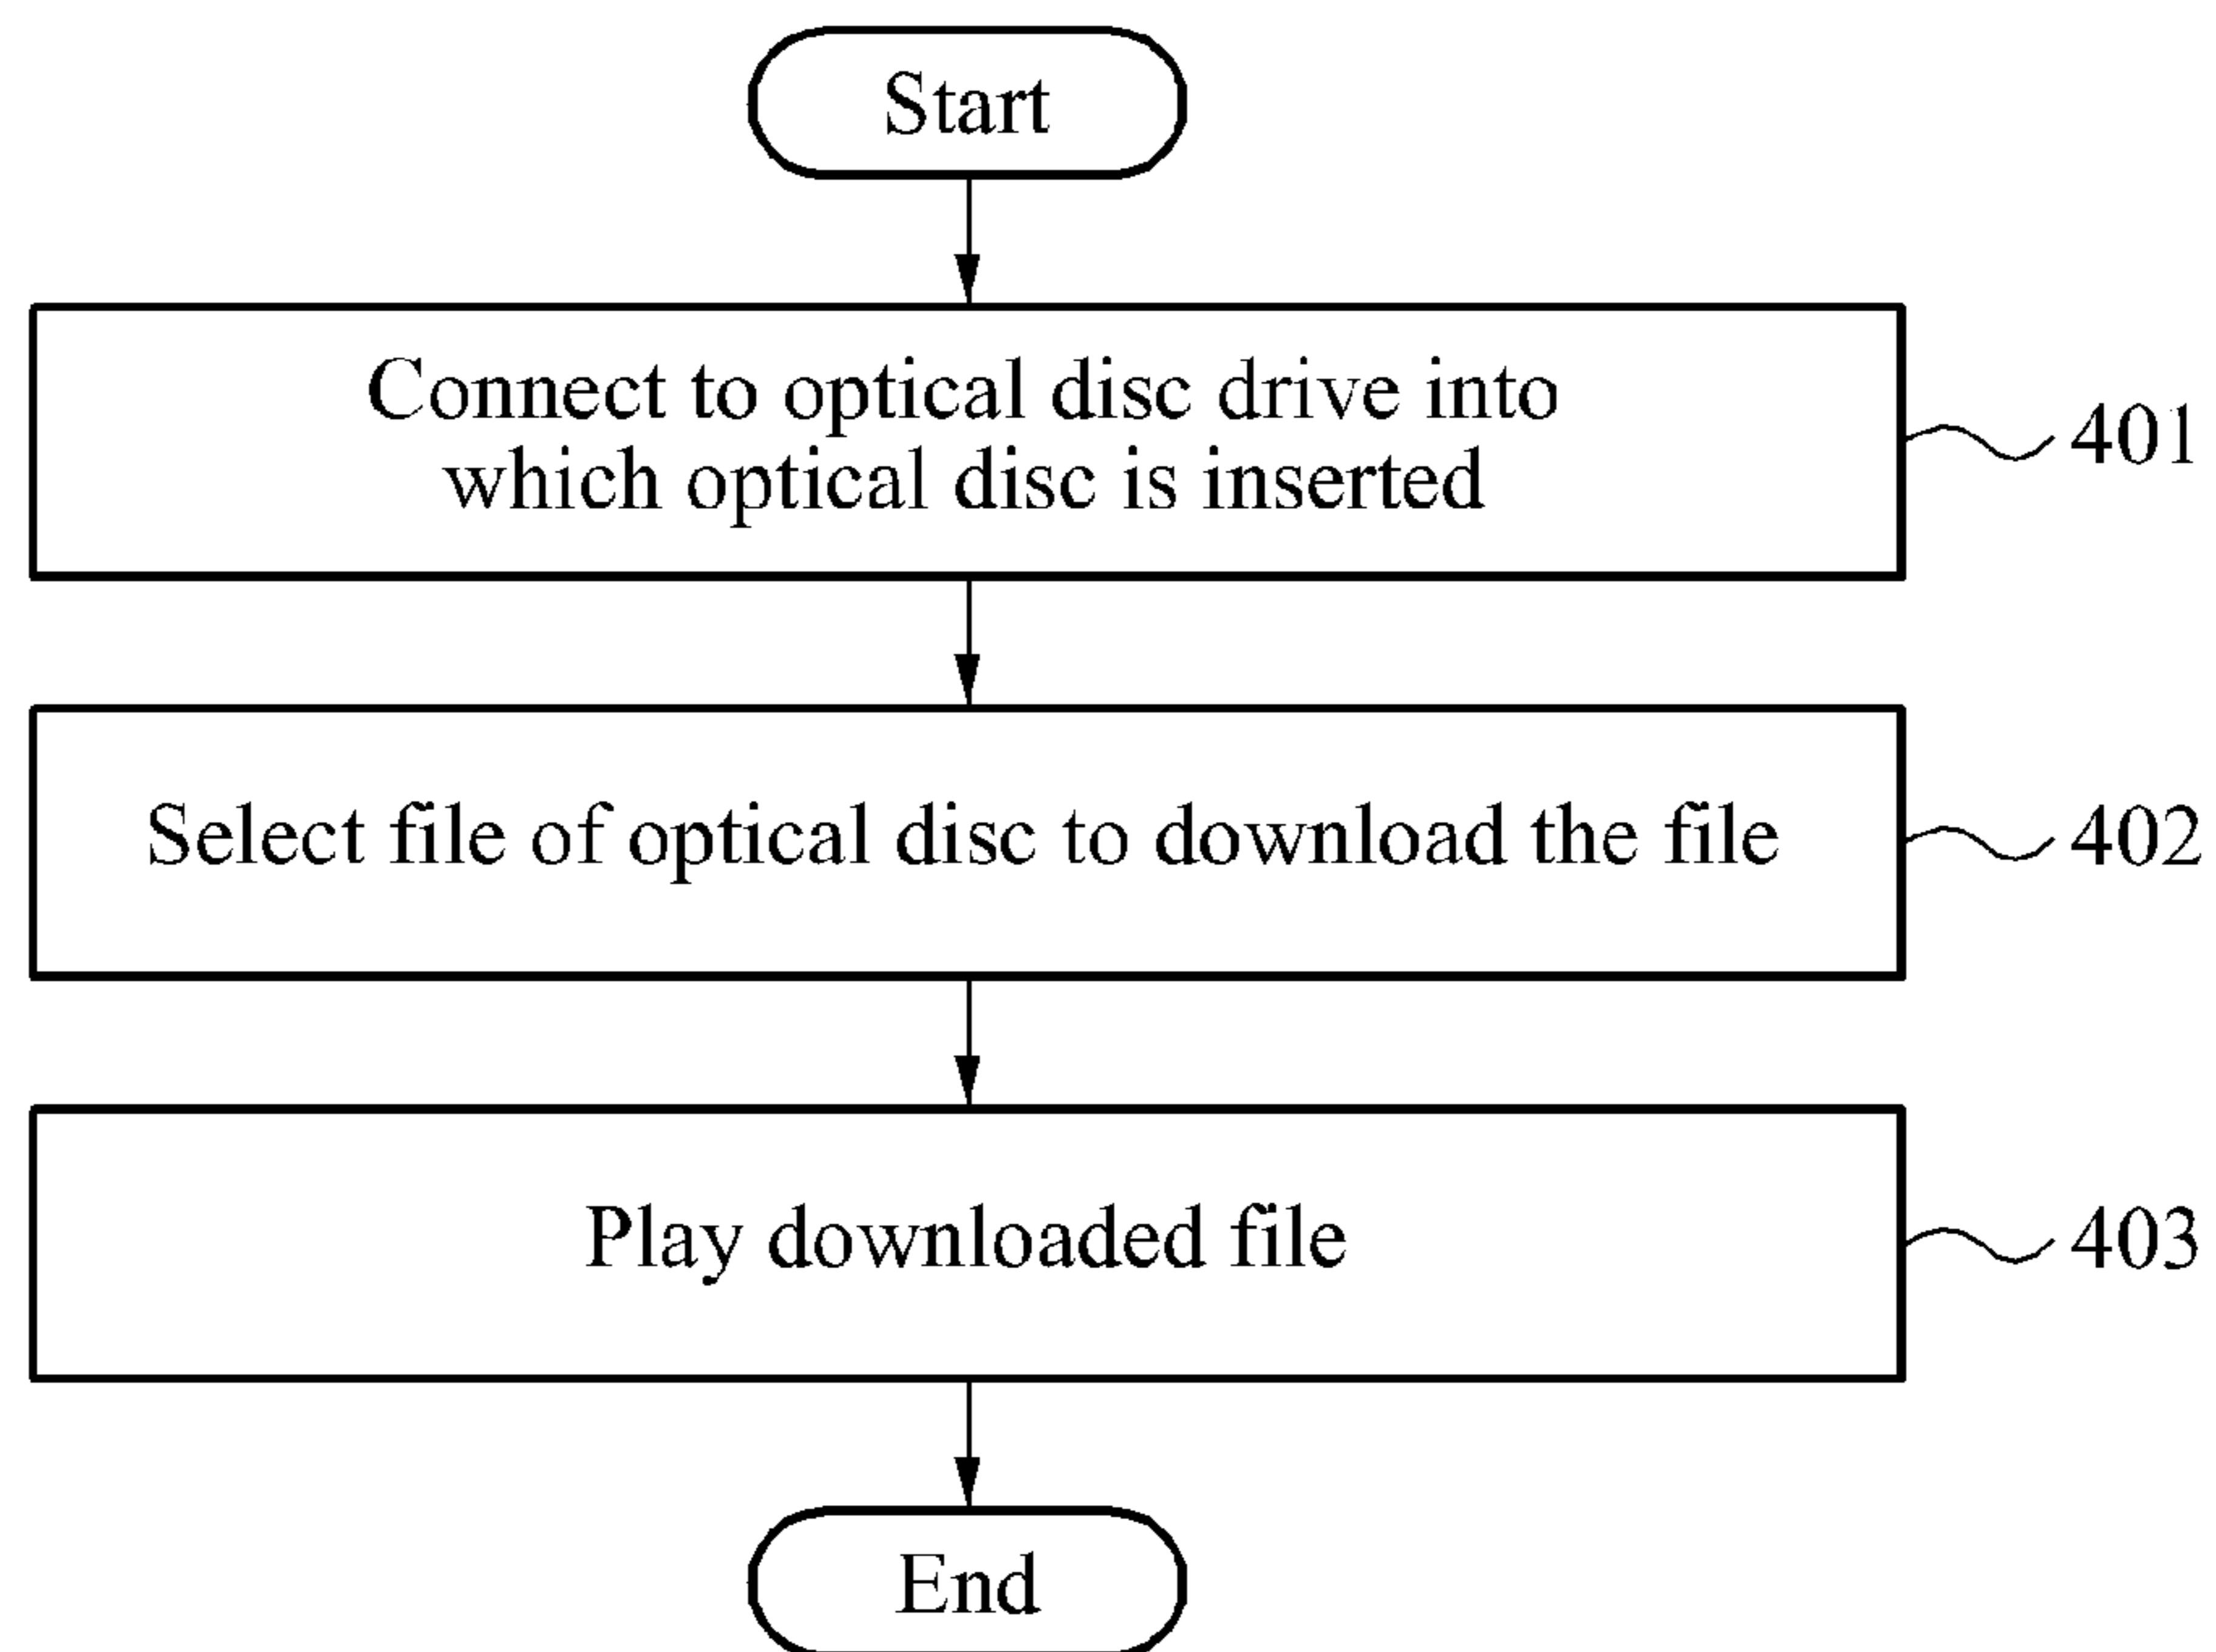 Start
Connect to optical disc drive into
which optical disc is inserted
401
Select file of optical disc to download the file
402
Play downloaded file
403
End